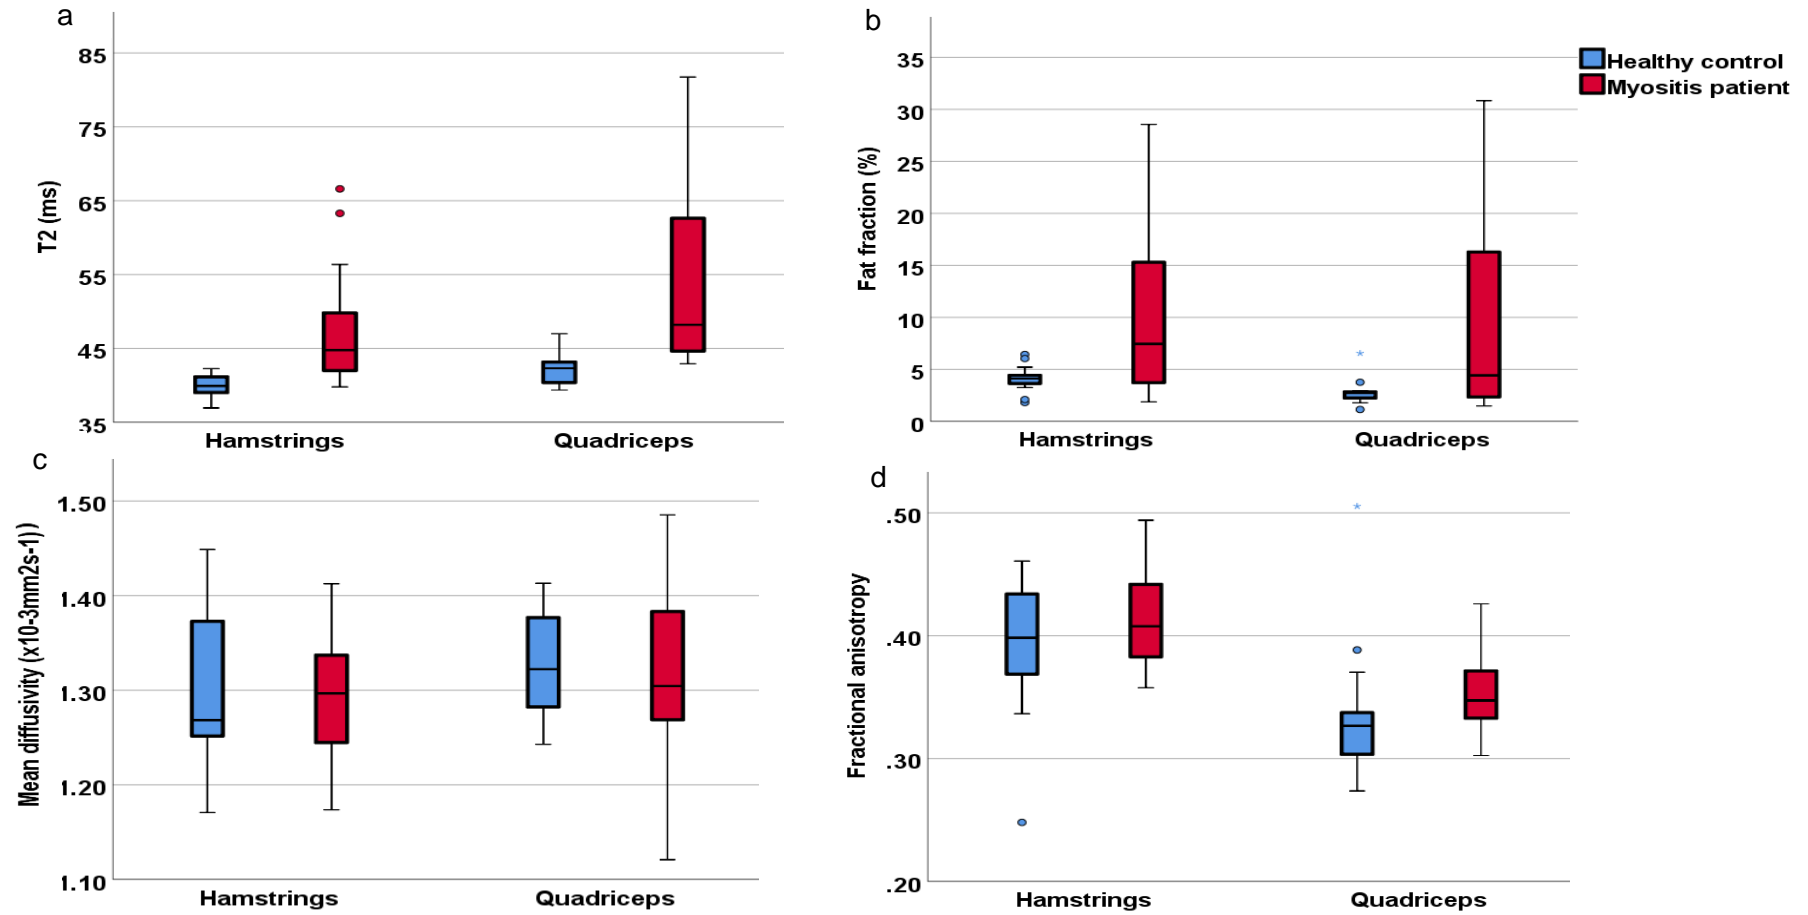 a
85
75
65
55
45
35
T2 (ms)
Hamstrings
Quadriceps
b
35
30
25
20
15
10
5
0
Fat fraction (%)
Hamstrings
Quadriceps
Healthy control
Myositis patient
c
1.50
1.40
1.30
1.20
1.10
Mean diffusivity (x10-3mm2s-1))
Hamstrings
Quadriceps
d
.50
.40
.30
.20
Fractional anisotropy
Hamstrings
Quadriceps